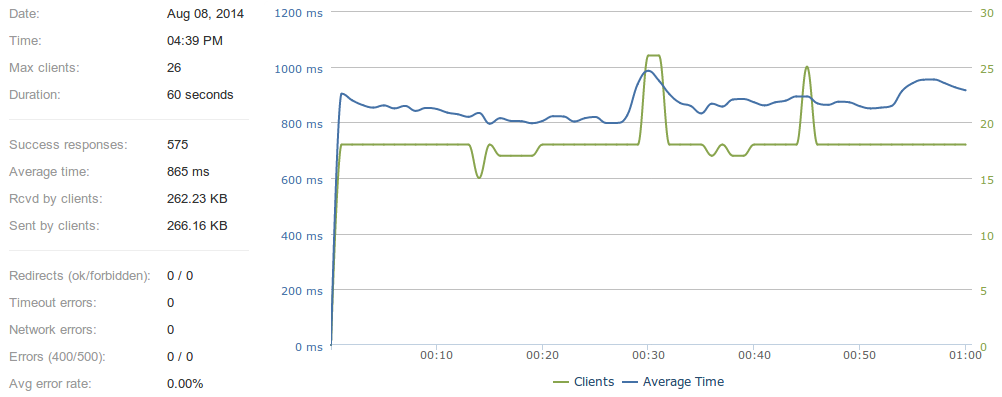 Date: Aug 08, 2014
Time: 04:39 PM
Max clients: 26
Duration: 60 seconds
Success responses: 575
Average time: 865 ms
Rcvd by clients: 262.23 KB
Sent by clients: 266.16 KB
Redirects (ok/forbidden): 0 / 0
Timeout errors: 0
Network errors: 0
Errors (400/500): 0 / 0
Avg error rate: 0.00%
1200 ms 30
1000 ms 25
800 ms 20
600 ms 15
400 ms 10
200 ms 5
0 ms 0
00:10 00:20 00:30 00:40 00:50 01:00
Clients Average Time